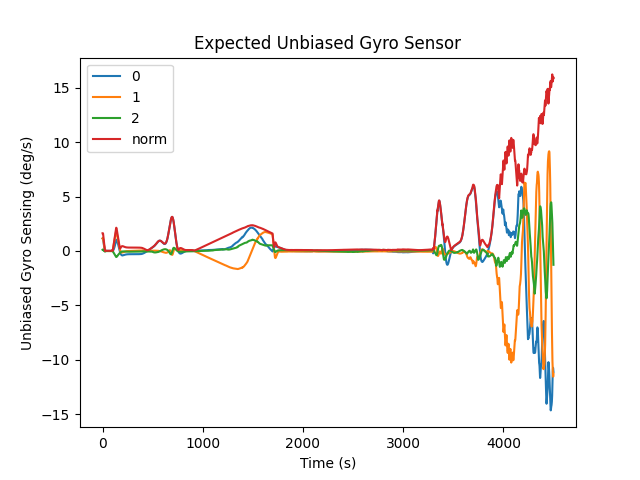 Expected Unbiased Gyro Sensor
0
1
2
norm
15
10
5
0
−5
−10
−15
Unbiased Gyro Sensing (deg/s)
0 1000 2000 3000 4000
Time (s)